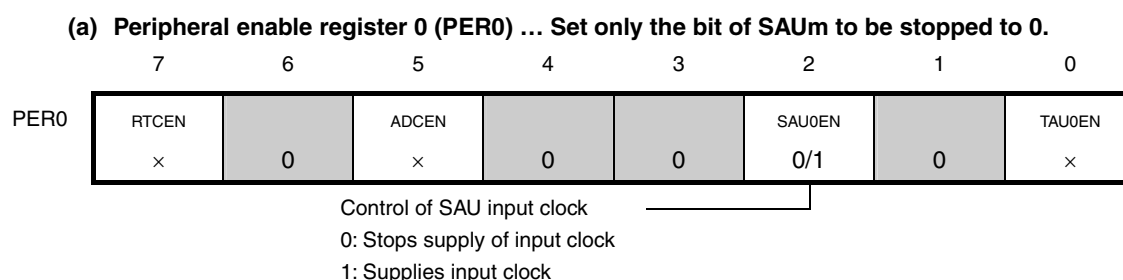 (a) Peripheral enable register 0 (PER0) … Set only the bit of SAUm to be stopped to 0.
7 6 5 4 3 2 1 0
PER0 RTCEN ADCEN SAU0EN TAU0EN
× 0 × 0 0 0/1 0 ×
Control of SAU input clock
0: Stops supply of input clock
1: Supplies input clock